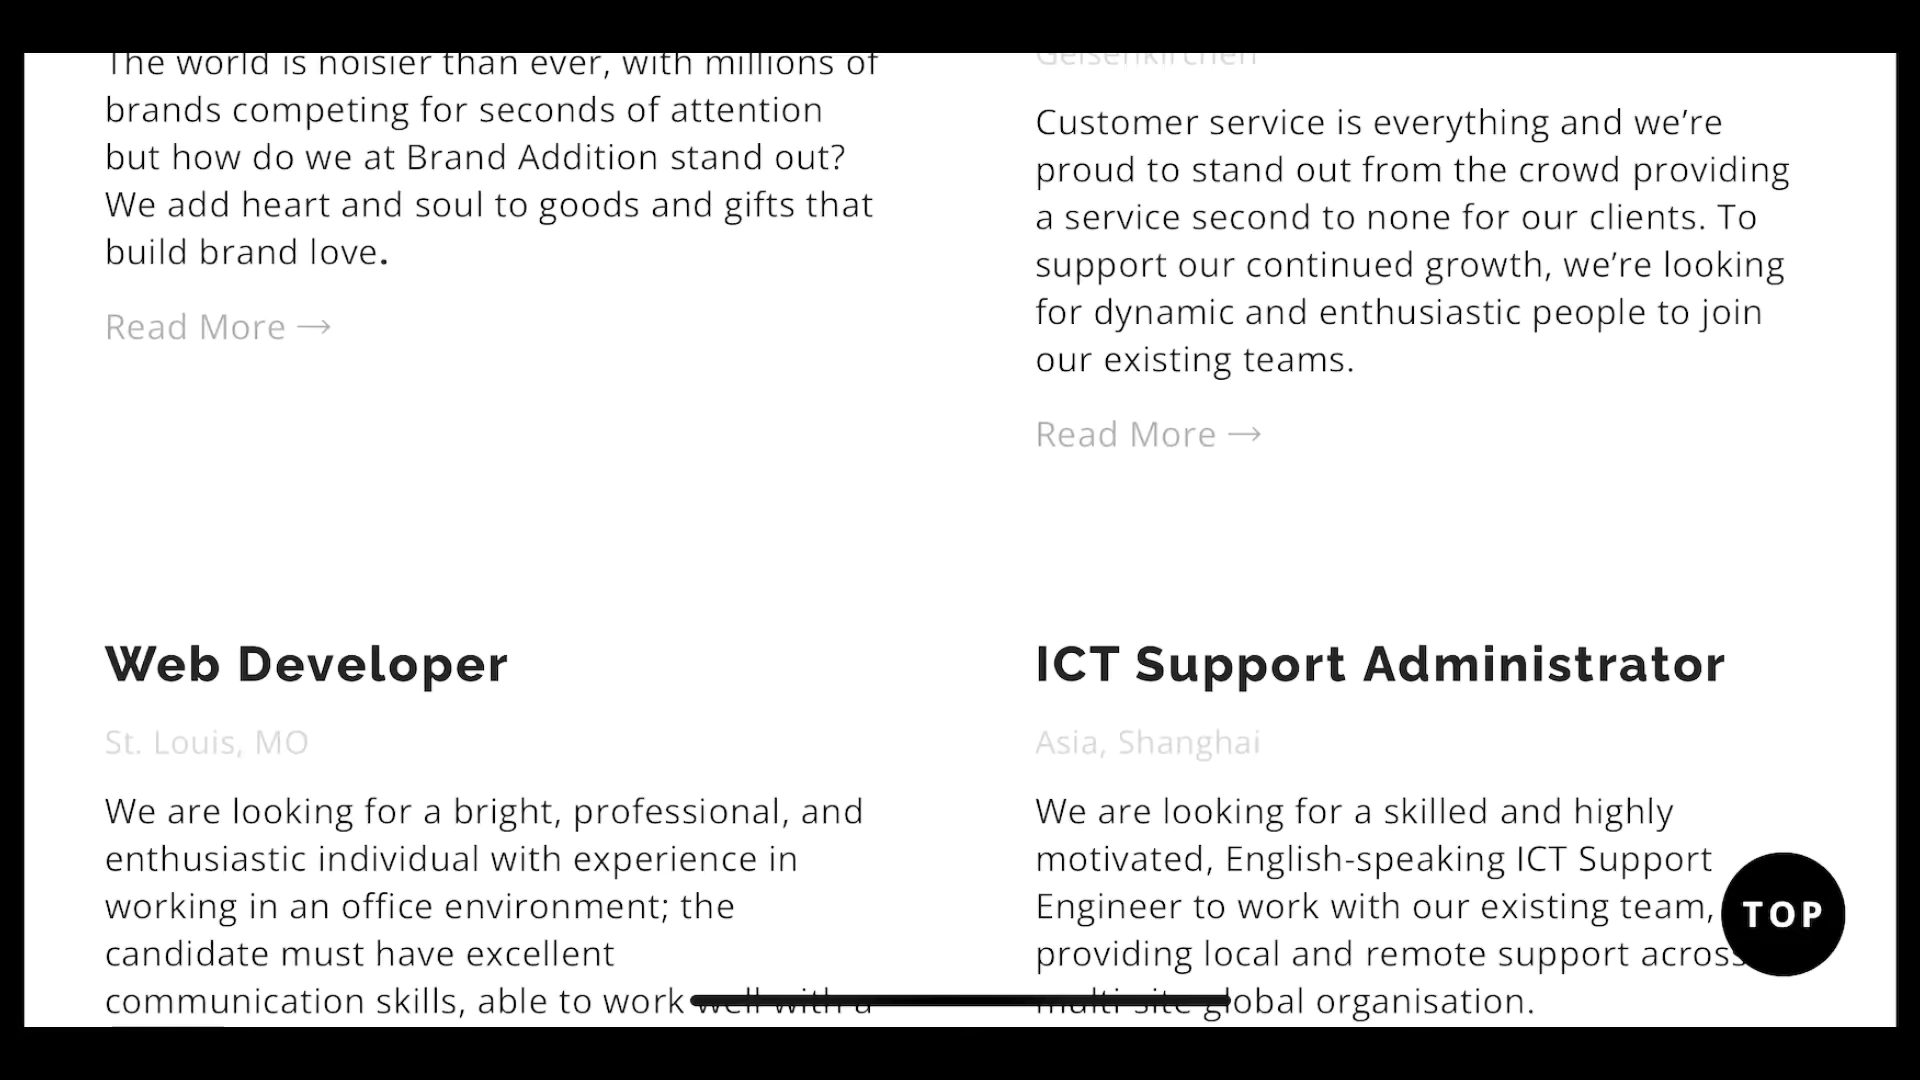 The world is noisier than ever, with millions of
brands competing for seconds of attention
but how do we at Brand Addition stand out?
We add heart and soul to goods and gifts that
build brand love.
Read More →
Gelsenkirchen
Customer service is everything and we’re
proud to stand out from the crowd providing
a service second to none for our clients. To
support our continued growth, we’re looking
for dynamic and enthusiastic people to join
our existing teams.
Read More →
Web Developer
St. Louis, MO
We are looking for a bright, professional, and
enthusiastic individual with experience in
working in an office environment; the
candidate must have excellent
communication skills, able to work well with a
ICT Support Administrator
Asia, Shanghai
We are looking for a skilled and highly
motivated, English-speaking ICT Support
Engineer to work with our existing team,
providing local and remote support across
multi site global organisation.
TOP